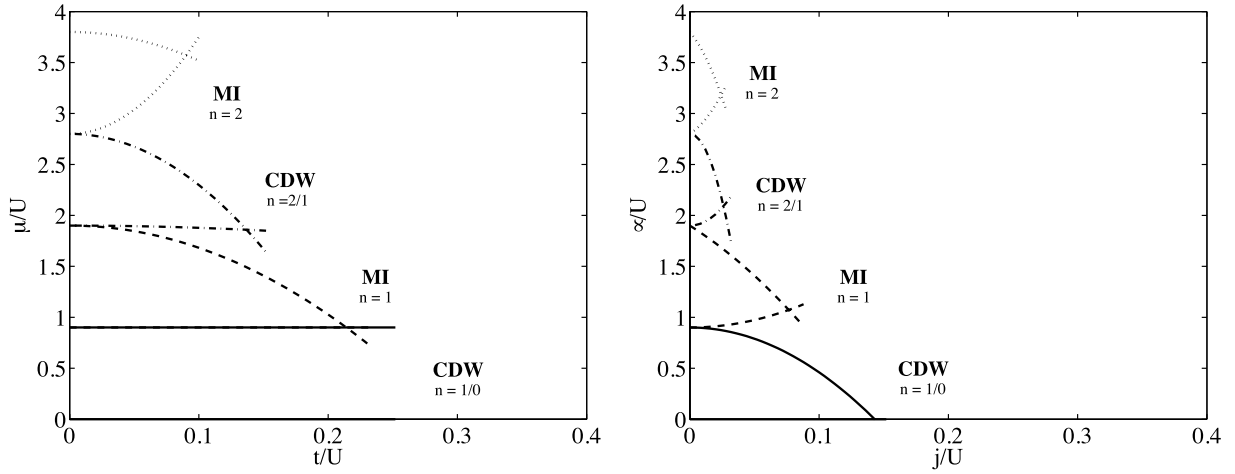 4
3.5
3
2.5
2
1.5
1
0.5
0
μ/U
MI
n = 2
CDW
n =2/1
MI
n = 1
CDW
n = 1/0
0
0.1
0.2
0.3
0.4
t/U
4
3.5
3
2.5
2
1.5
1
0.5
0
∝/U
MI
n = 2
CDW
n = 2/1
MI
n = 1
CDW
n = 1/0
0
0.1
0.2
0.3
0.4
j/U